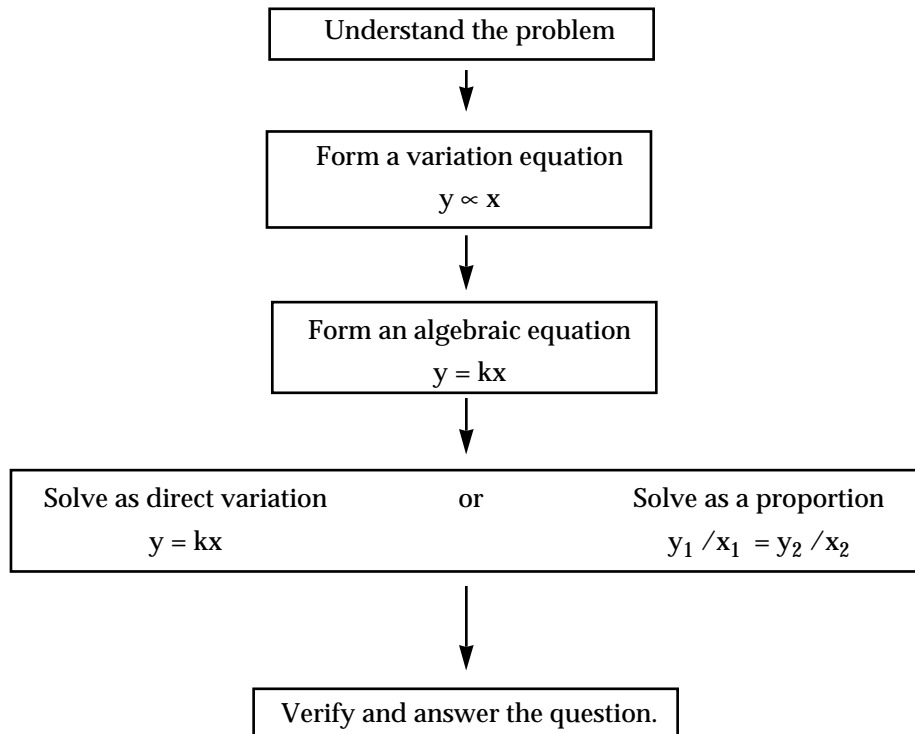 Understand the problem
Form a variation equation
y ∝ x
Form an algebraic equation
y = kx
Solve as direct variation or Solve as a proportion
y = kx y₁ /x₁ = y₂ /x₂
Verify and answer the question.